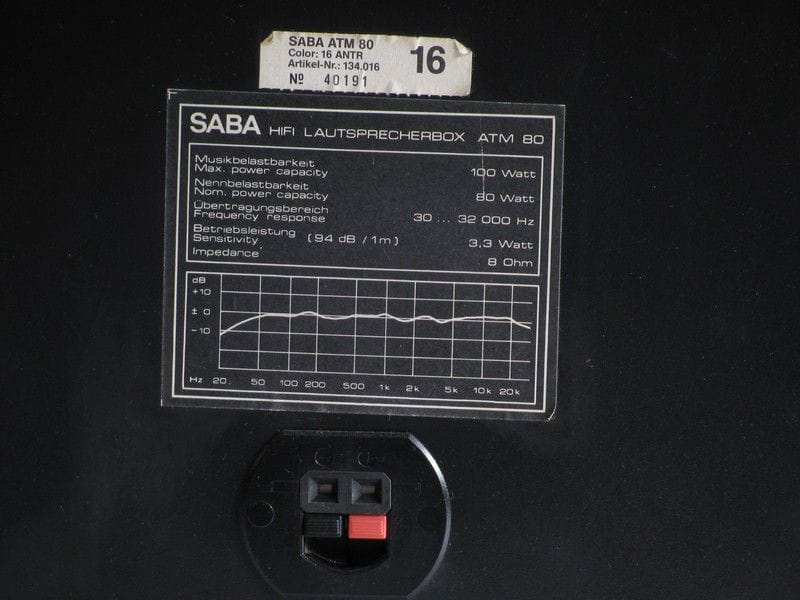 SABA ATM 80
Color: 16 ANTR
Artikel-Nr.: 134.016
16
Nº 40191
SABA HIFI LAUTSPRECHERBOX ATM 80
Musikbelastbarkeit
Max. power capacity 100 Watt
Nennbelastbarkeit
Nom. power capacity 80 Watt
Übertragungsbereich
Frequency response 30 ... 32 000 Hz
Betriebsleistung
Sensitivity (94 dB / 1m) 3,3 Watt
Impedance 8 Ohm
dB
+10
± 0
-10
Hz 20 50 100 200 500 1k 2k 5k 10k 20k